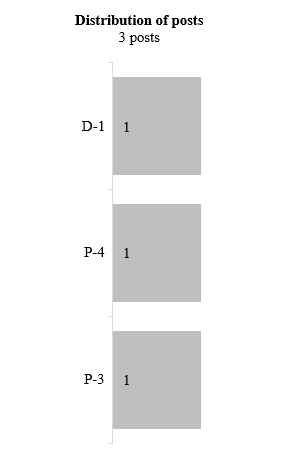 Distribution of posts
3 posts
D-1 1
P-4 1
P-3 1